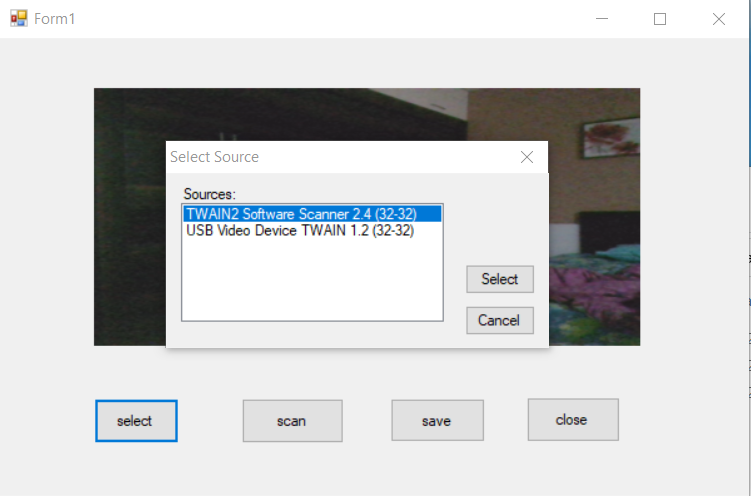 Form1
Select Source
Sources:
TWAIN2 Software Scanner 2.4 (32-32)
USB Video Device TWAIN 1.2 (32-32)
Select
Cancel
select
scan
save
close